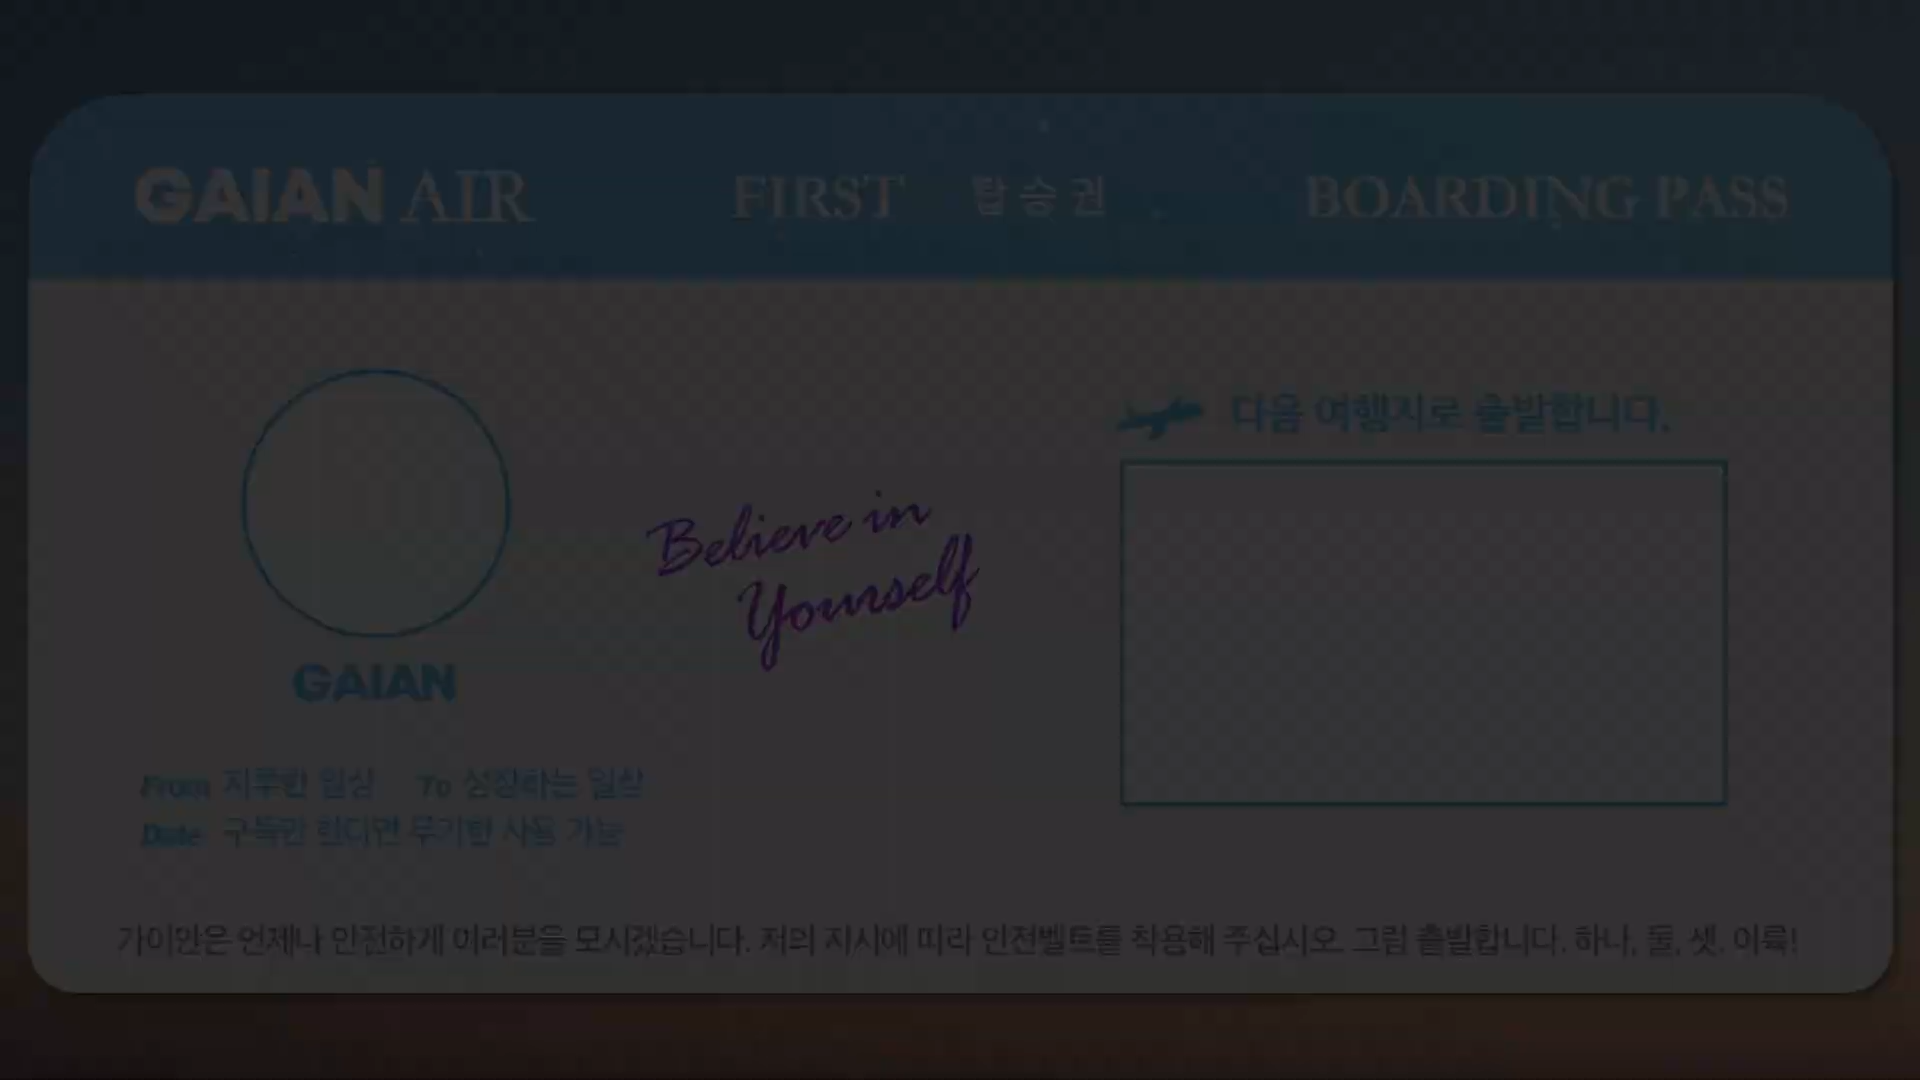 GAIAN AIR FIRST 탑승권 BOARDING PASS
다음 여행지로 출발합니다.
Believe in
Yourself
GAIAN
From 지루한 일상 To 성장하는 일상
Date 구독만 한다면 무기한 사용 가능
가이안은 언제나 안전하게 여러분을 모시겠습니다. 저의 지시에 따라 안전벨트를 착용해 주십시오. 그럼 출발합니다. 하나, 둘, 셋, 이륙!